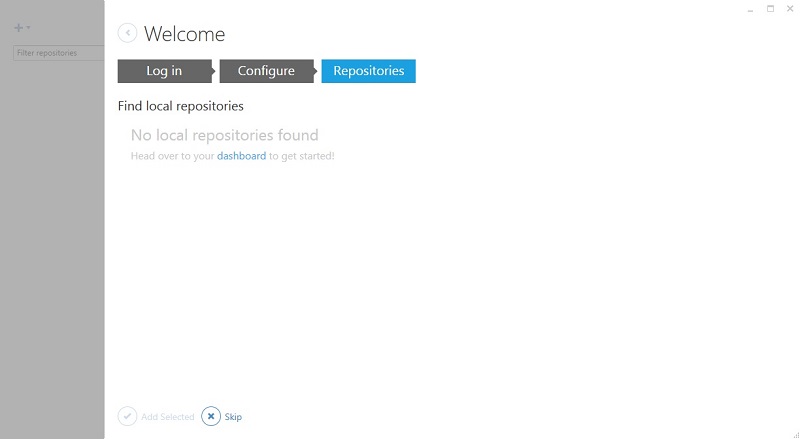 Filter repositories
Welcome
Log in
Configure
Repositories
Find local repositories
No local repositories found
Head over to your dashboard to get started!
Add Selected
Skip